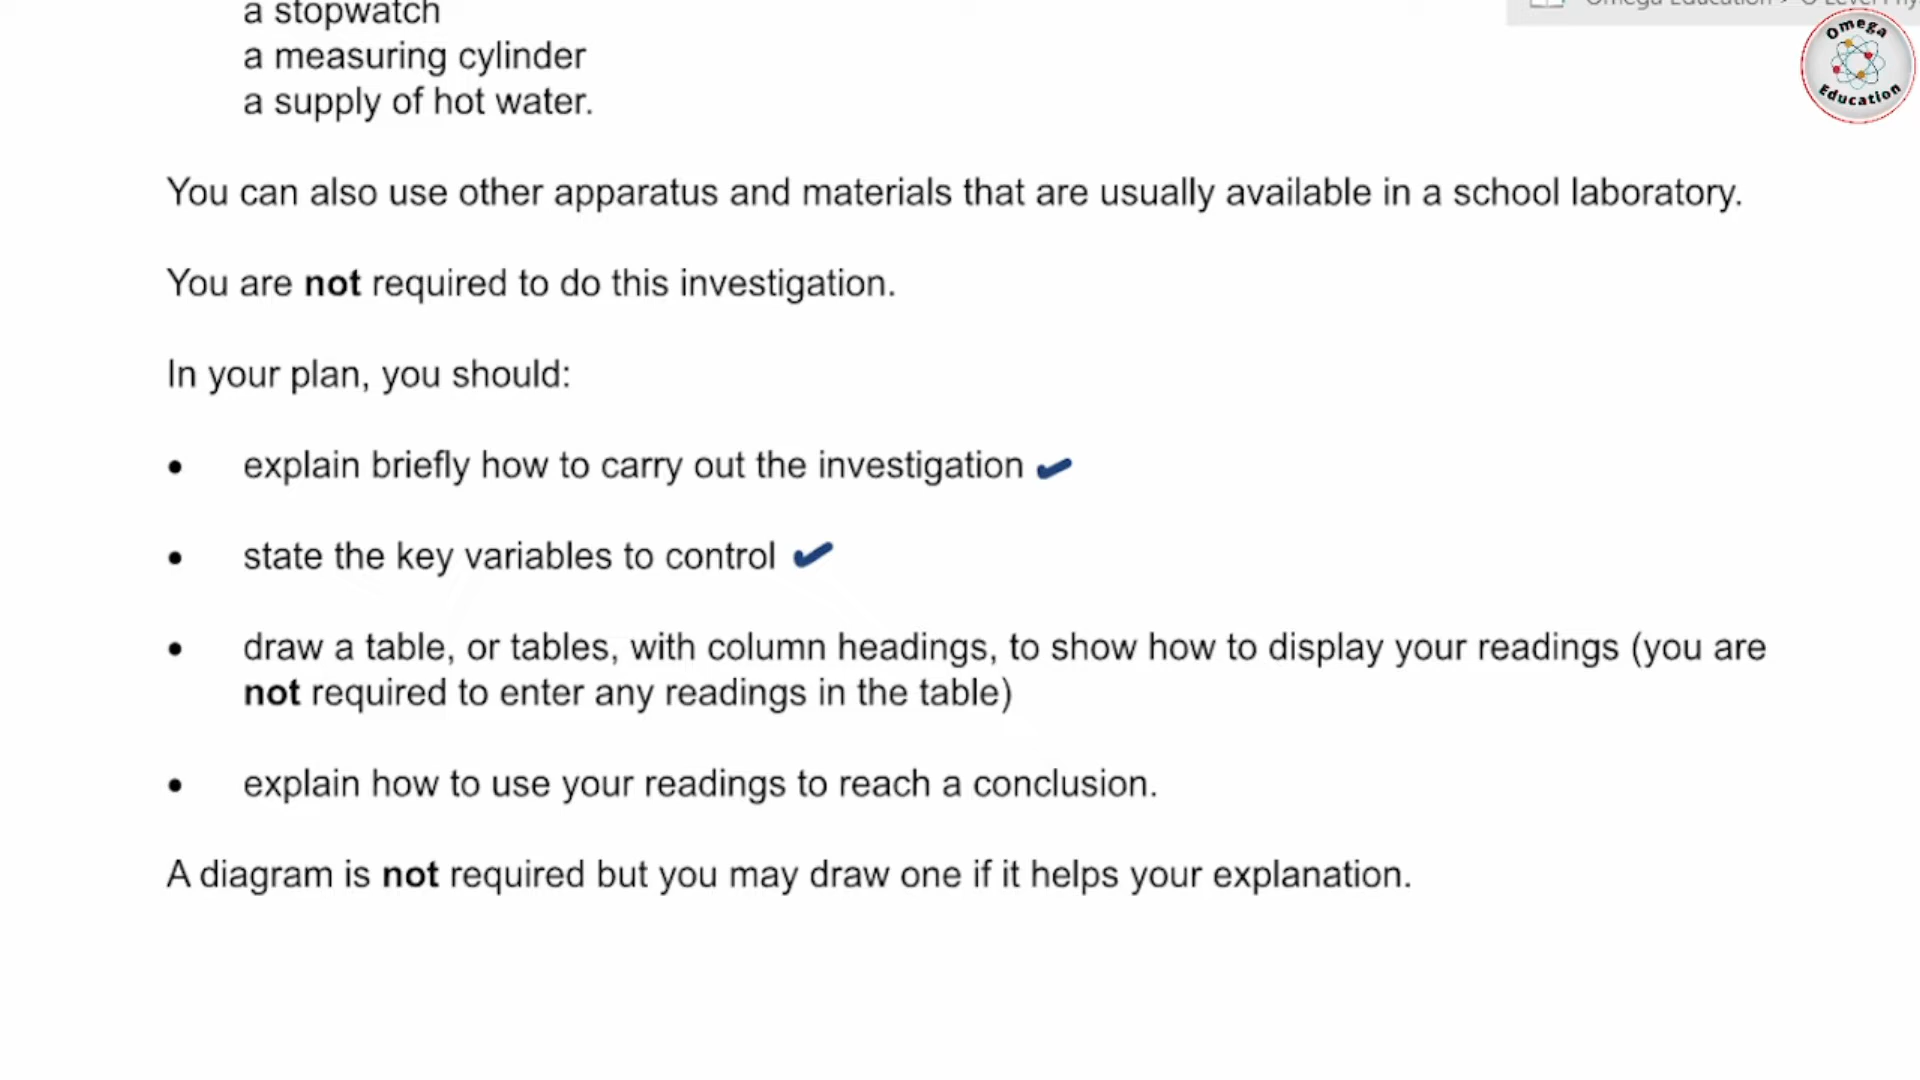 a stopwatch
Omega Education > O Level Phy
a measuring cylinder
a supply of hot water.
Omega
Education
You can also use other apparatus and materials that are usually available in a school laboratory.
You are not required to do this investigation.
In your plan, you should:
• explain briefly how to carry out the investigation
• state the key variables to control
• draw a table, or tables, with column headings, to show how to display your readings (you are
not required to enter any readings in the table)
• explain how to use your readings to reach a conclusion.
A diagram is not required but you may draw one if it helps your explanation.